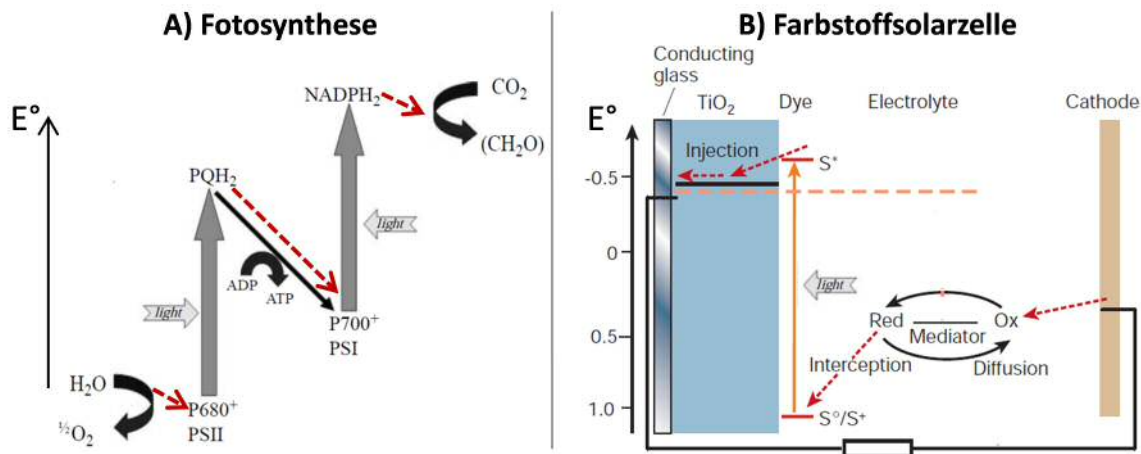 A) Fotosynthese
E°
NADPH₂
CO₂
(CH₂O)
PQH₂
light
ADP
ATP
light
P700⁺
PSI
H₂O
½O₂
P680⁺
PSII
B) Farbstoffsolarzelle
Conducting
glass
E°
TiO₂
Dye
Electrolyte
Cathode
Injection
S*
-0.5
0
light
0.5
Red
Ox
Mediator
Interception
Diffusion
1.0
S°/S⁺